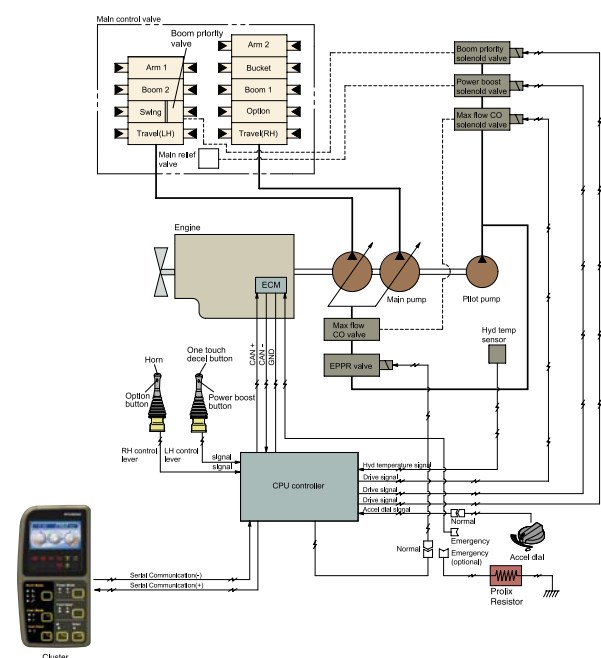 Main control valve
Boom priority
valve
Arm 1
Boom 2
Swing
Travel(LH)
Arm 2
Bucket
Boom 1
Option
Travel(RH)
Main relief
valve
Boom priority
solenoid valve
Power boost
solenoid valve
Max flow CO
solenoid valve
Engine
ECM
Main pump
Pilot pump
Max flow
CO valve
EPPR valve
Hyd temp
sensor
CAN +
CAN -
GND
Horn
Option
button
One touch
decel button
Power boost
button
RH control
lever
LH control
lever
signal
signal
CPU controller
Hyd temperature signal
Drive signal
Drive signal
Drive signal
Accel dial signal
Normal
Emergency
Accel dial
Normal
Emergency
(optional)
Prolix
Resistor
Serial Communication(-)
Serial Communication(+)
Cluster